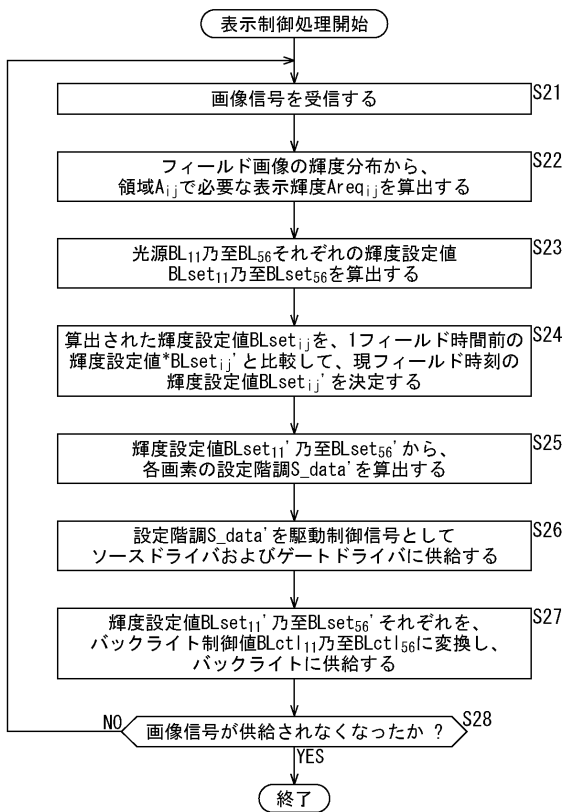 表示制御処理開始
画像信号を受信する
S21
フィールド画像の輝度分布から、
領域Aijで必要な表示輝度Areqijを算出する
S22
光源BL11乃至BL56それぞれの輝度設定値
BLset11乃至BLset56を算出する
S23
算出された輝度設定値BLsetijを、1フィールド時間前の
輝度設定値*BLsetij'と比較して、現フィールド時刻の
輝度設定値BLsetij'を決定する
S24
輝度設定値BLset11'乃至BLset56'から、
各画素の設定階調S_data'を算出する
S25
設定階調S_data'を駆動制御信号として
ソースドライバおよびゲートドライバに供給する
S26
輝度設定値BLset11'乃至BLset56'それぞれを、
バックライト制御値BLctl11乃至BLctl56に変換し、
バックライトに供給する
S27
NO
画像信号が供給されなくなったか ?
S28
YES
終了